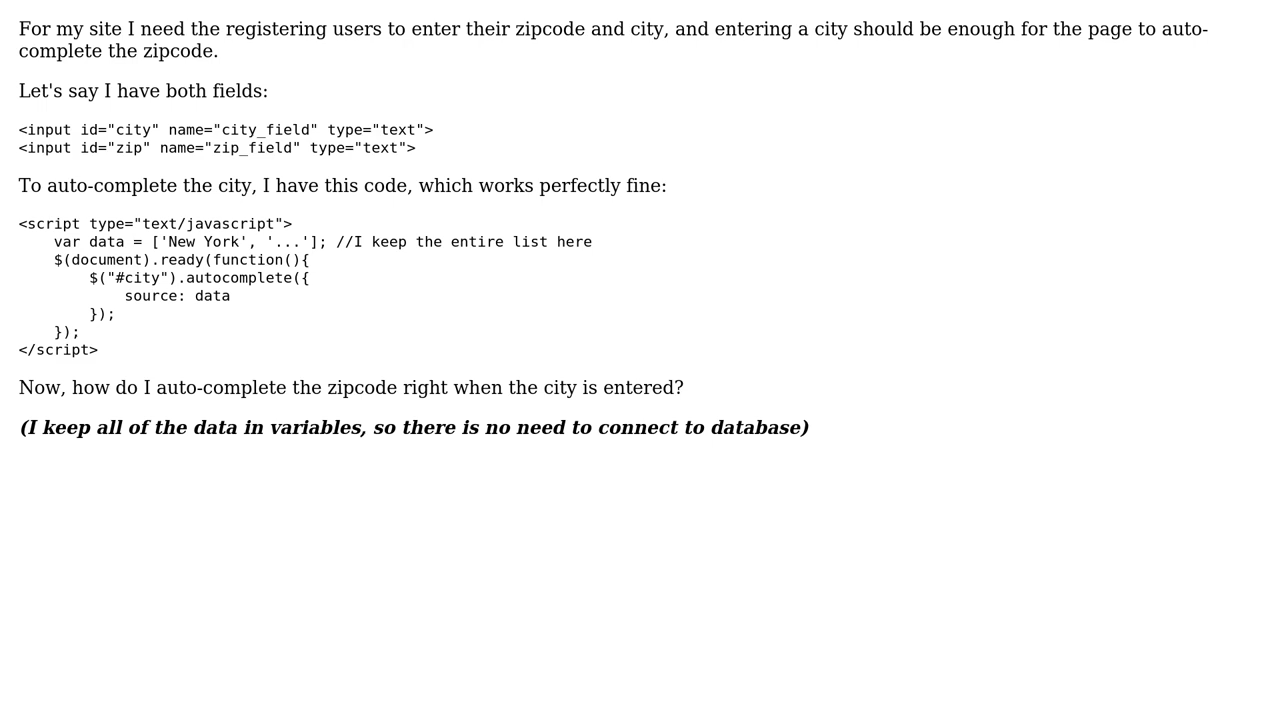 For my site I need the registering users to enter their zipcode and city, and entering a city should be enough for the page to auto-
complete the zipcode.
Let's say I have both fields:
<input id="city" name="city_field" type="text">
<input id="zip" name="zip_field" type="text">
To auto-complete the city, I have this code, which works perfectly fine:
<script type="text/javascript">
    var data = ['New York', '...']; //I keep the entire list here
    $(document).ready(function(){
        $("#city").autocomplete({
            source: data
        });
    });
</script>
Now, how do I auto-complete the zipcode right when the city is entered?
(I keep all of the data in variables, so there is no need to connect to database)